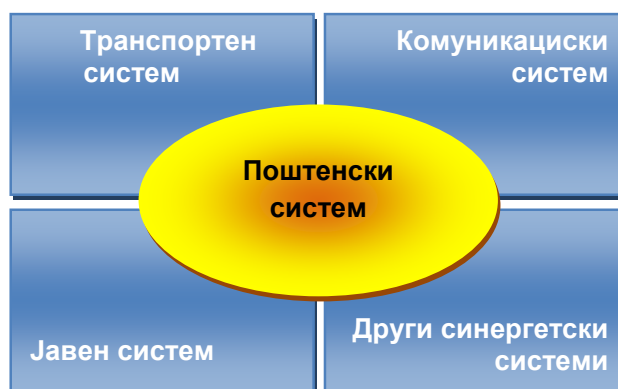 Транспортен
систем
Комуникациски
систем
Поштенски
систем
Јавен систем
Други синергетски
системи